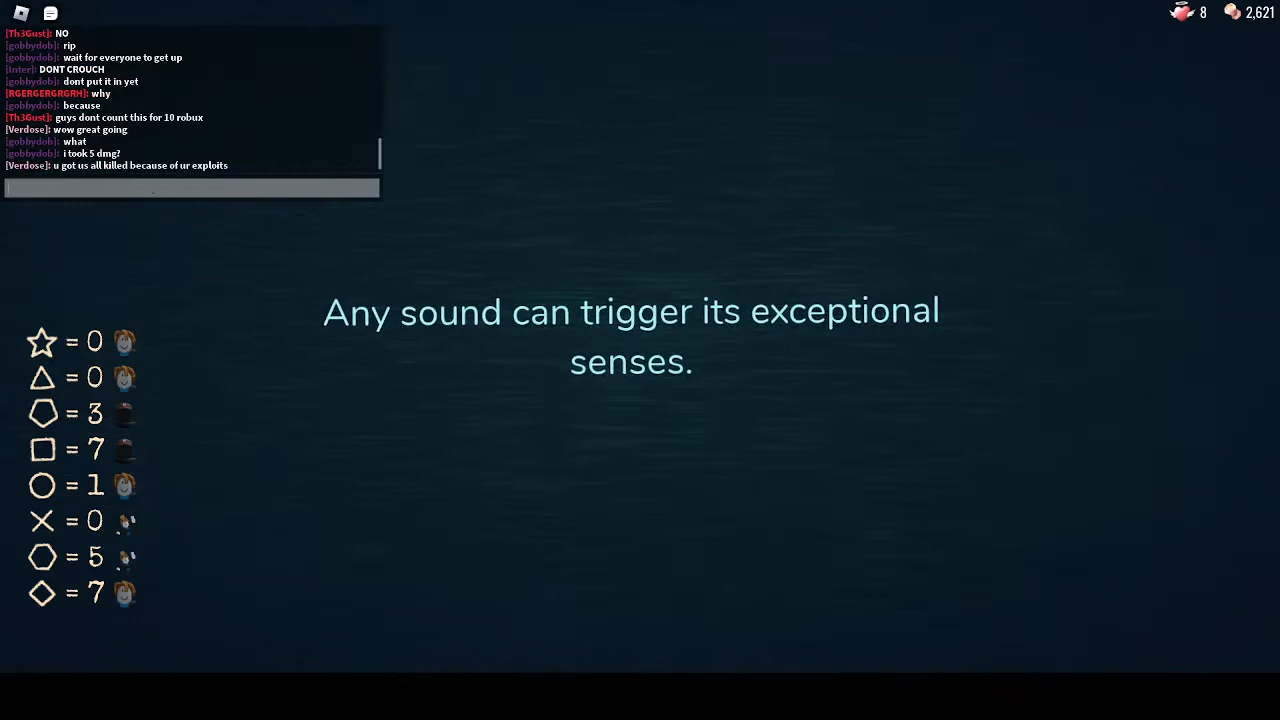 8
2,621
[Th3Gust]: NO
[gobbydob]: rip
[gobbydob]: wait for everyone to get up
[Inter]: DONT CROUCH
[gobbydob]: dont put it in yet
[RGERGERGRGRH]: why
[gobbydob]: because
[Th3Gust]: guys dont count this for 10 robux
[Verdose]: wow great going
[gobbydob]: what
[gobbydob]: i took 5 dmg?
[Verdose]: u got us all killed because of ur exploits
Any sound can trigger its exceptional
senses.
= 0
= 0
= 3
= 7
= 1
= 0
= 5
= 7